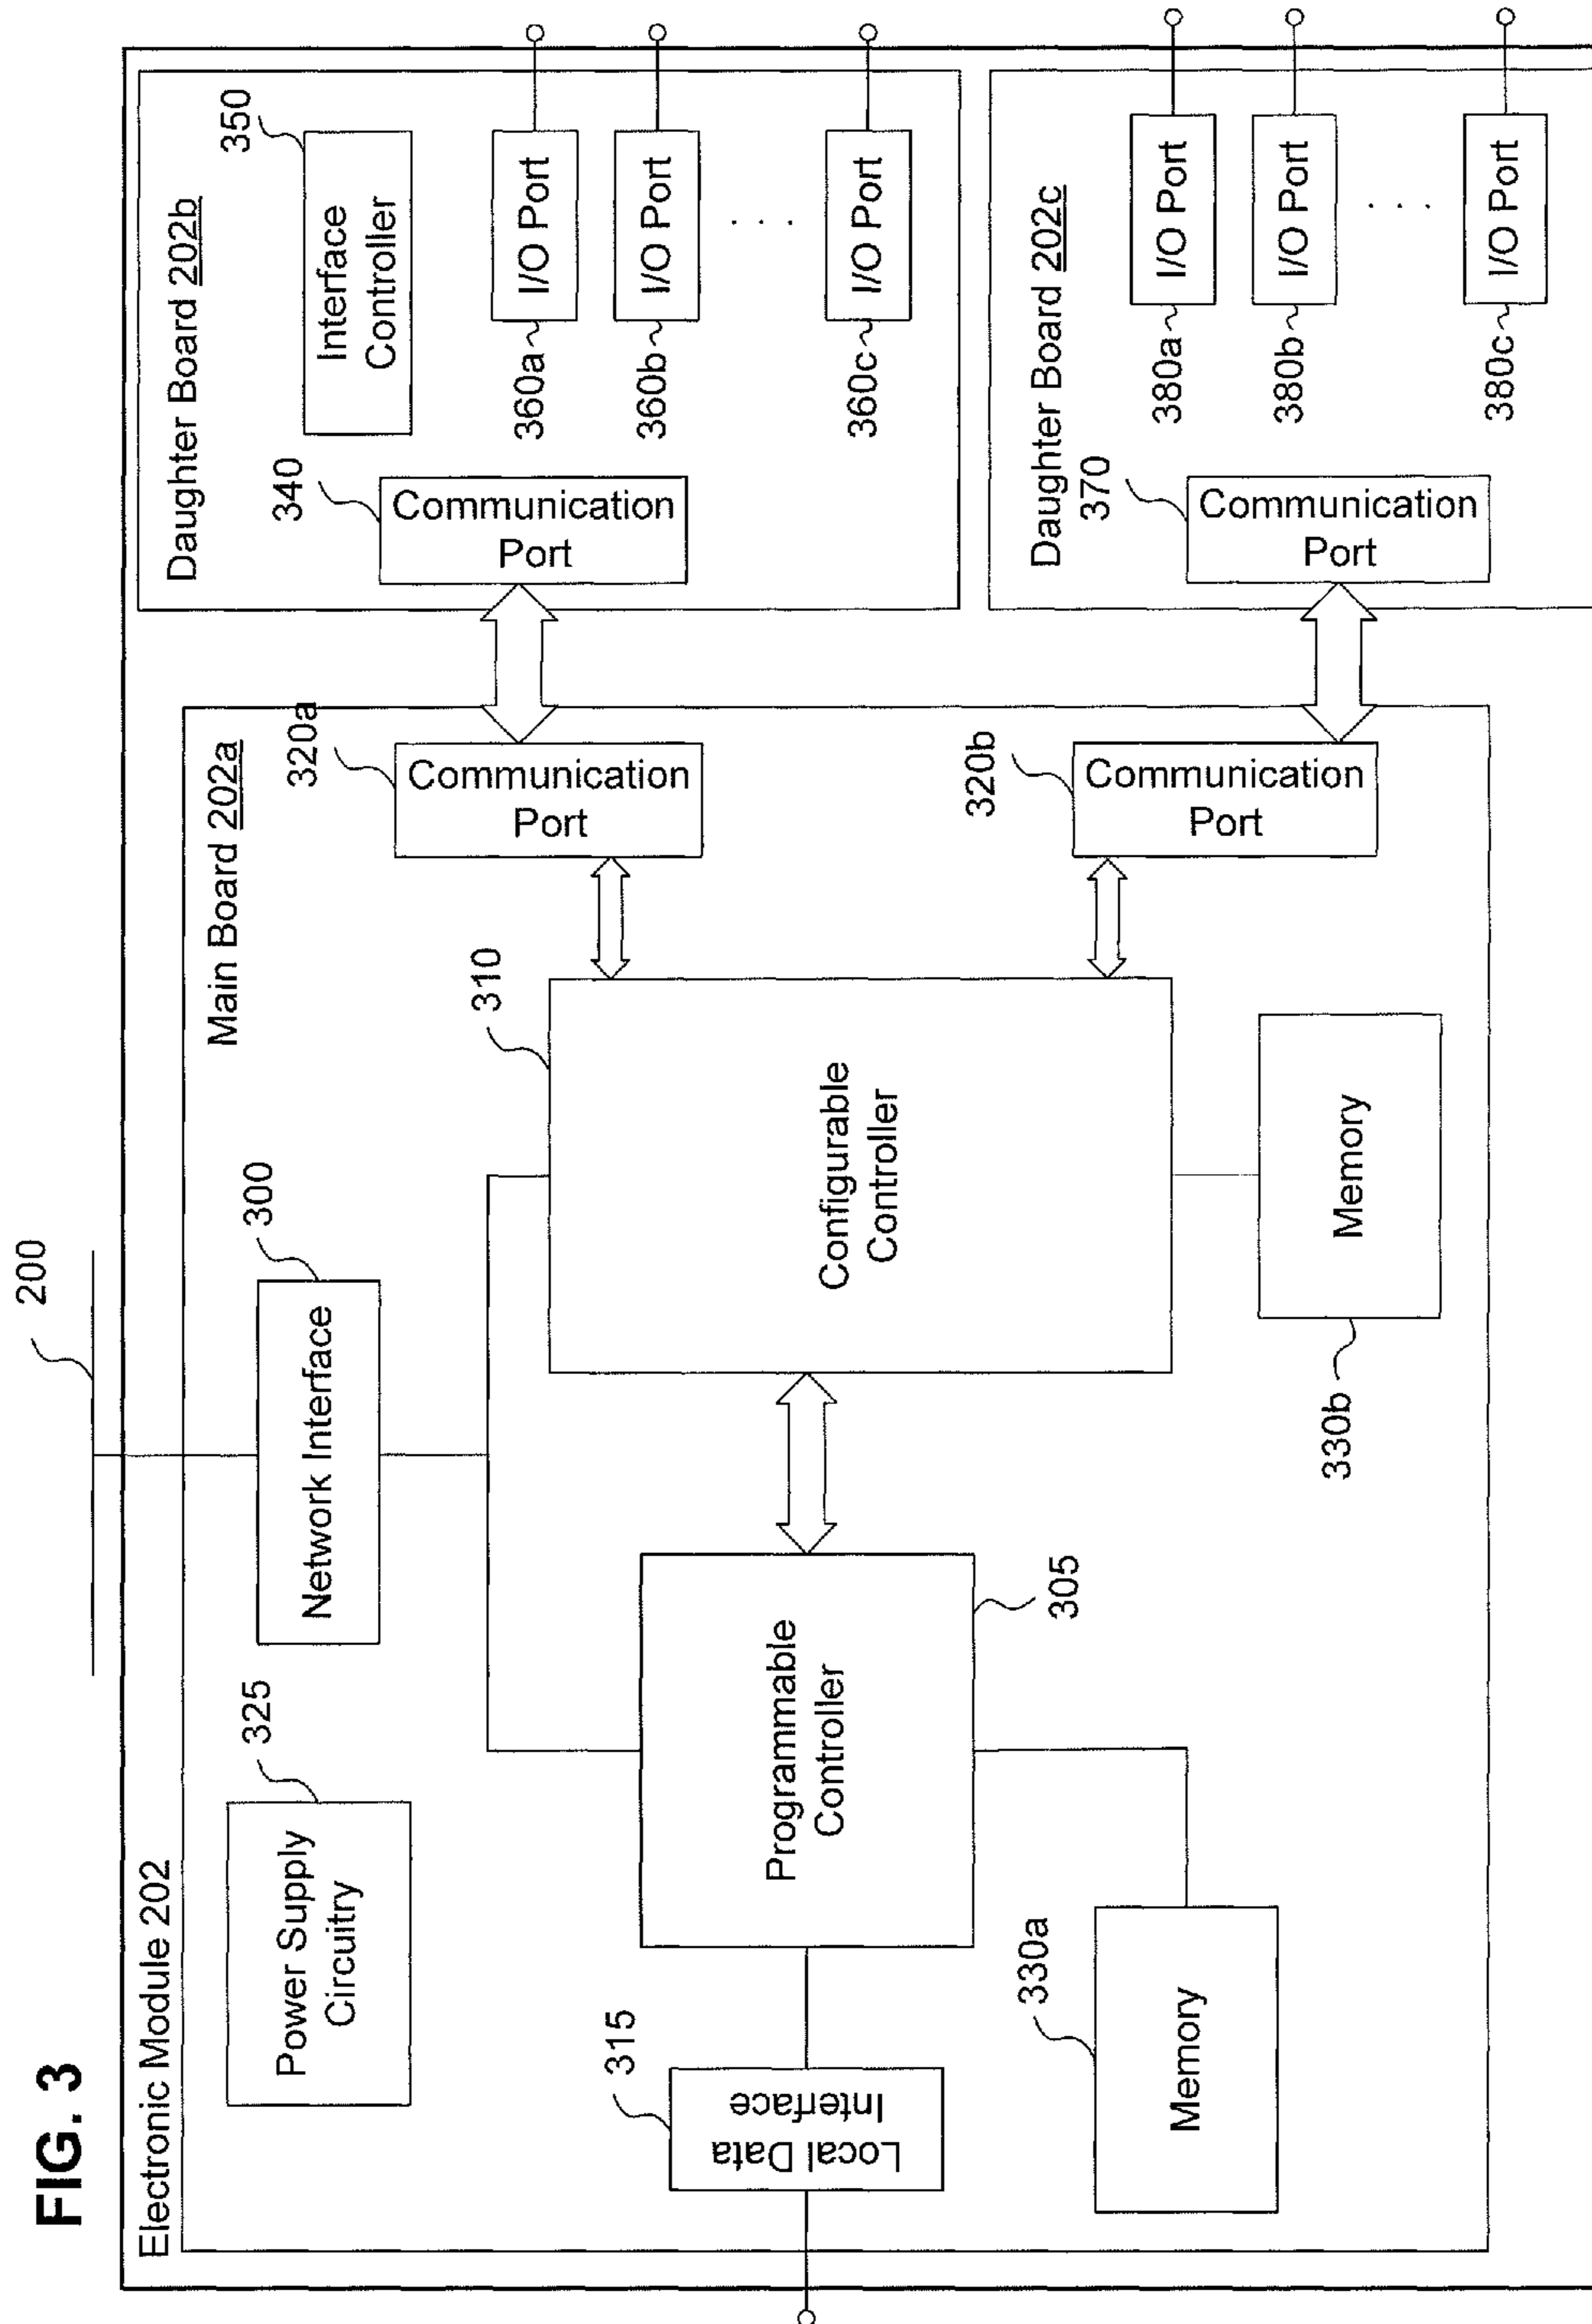 FIG. 3
200
Electronic Module 202
Main Board 202a
Power Supply
Circuitry
325
Network Interface
300
Local Data
Interface
315
Programmable
Controller
305
Configurable
Controller
310
Memory
330a
Memory
330b
Communication
Port
320a
Communication
Port
320b
Daughter Board 202b
340
Communication
Port
Interface
Controller
350
360a
I/O Port
360b
I/O Port
. . .
360c
I/O Port
Daughter Board 202c
370
Communication
Port
380a
I/O Port
380b
I/O Port
. . .
380c
I/O Port